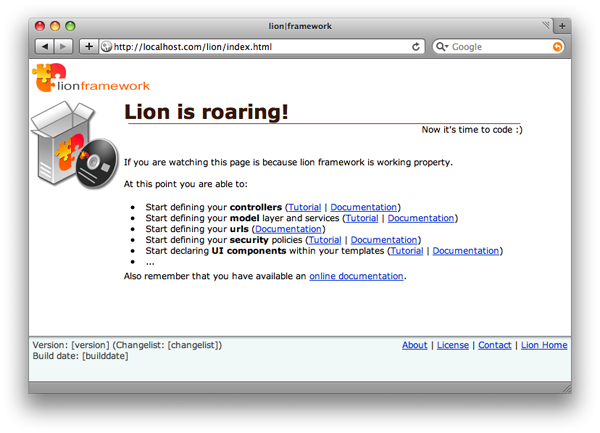 lion|framework
http://localhost.com/lion/index.html
Google
lionframework
Lion is roaring!
Now it's time to code :)
If you are watching this page is because lion framework is working property.
At this point you are able to:
• Start defining your controllers (Tutorial | Documentation)
• Start defining your model layer and services (Tutorial | Documentation)
• Start defining your urls (Documentation)
• Start defining your security policies (Tutorial | Documentation)
• Start declaring UI components within your templates (Tutorial | Documentation)
• ...
Also remember that you have available an online documentation.
Version: [version] (Changelist: [changelist])
About | License | Contact | Lion Home
Build date: [builddate]